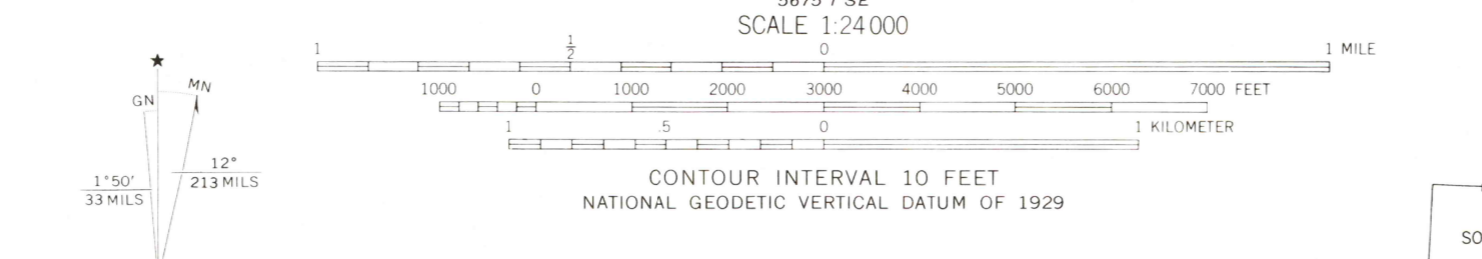 SCALE 1:24 000
1 ½ 0 1 MILE
1000 0 1000 2000 3000 4000 5000 6000 7000 FEET
1 .5 0 1 KILOMETER
CONTOUR INTERVAL 10 FEET
NATIONAL GEODETIC VERTICAL DATUM OF 1929
★
GN
MN
1°50'
33 MILS
12°
213 MILS
SO